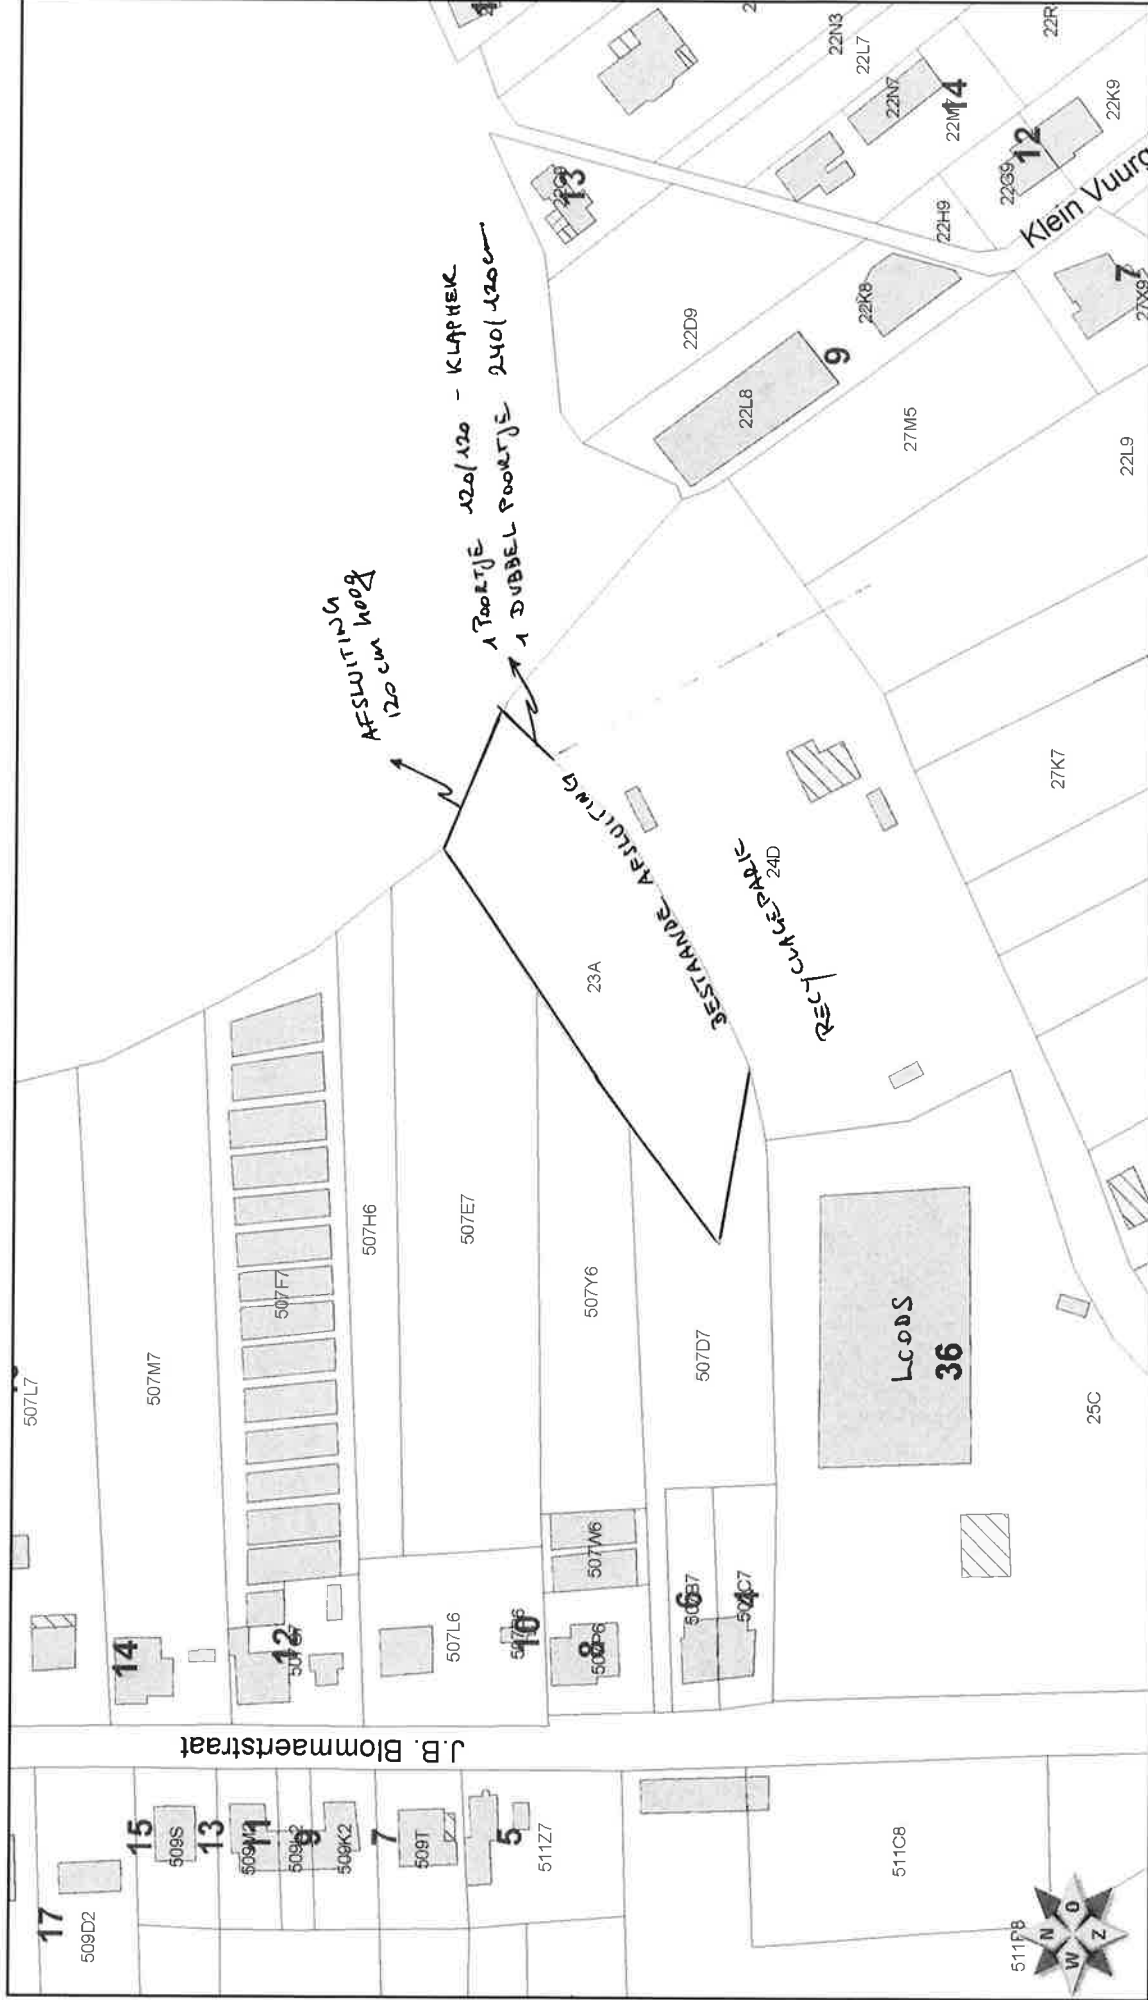 AFSLUITING
120 cm hoog
1 POORTJE 120/120 - KLAPHEK
1 DUBBEL POORTJE 240/120cm
BESTAANDE AFSLUITING
RECYCLAGEPARK
LOODS
36
J.B. Blommaertstraat
Klein Vuurg
507L7
507M7
507F7
507H6
507E7
507Y6
507D7
23A
24D
25C
507L6
507W6
14
12
10
8
6
4
17
509D2
15
509S
13
11
9
509K2
7
509T
5
511Z7
511C8
22N3
22L7
22R
22N7
14
22K9
12
22G9
22H9
13
22D9
22K8
22L8
9
27M5
22L9
27K7
7
N
O
Z
W